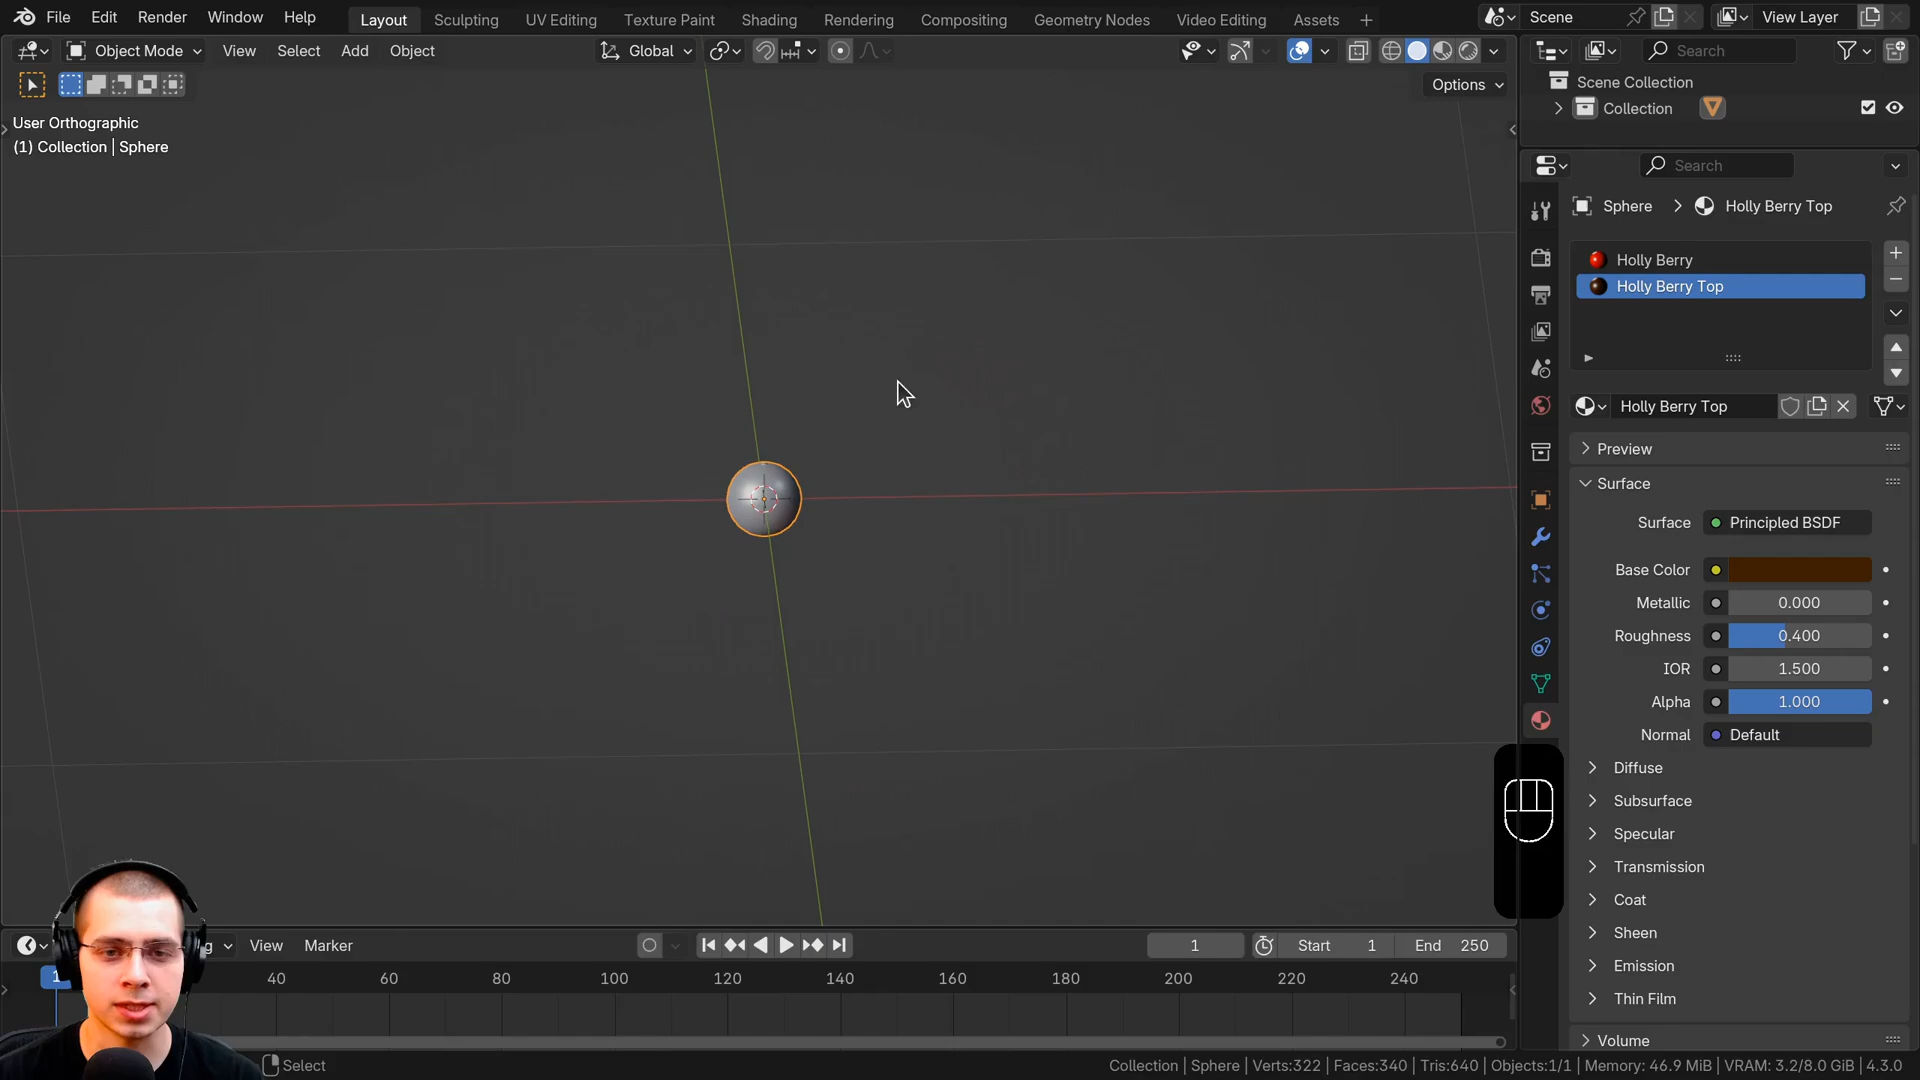 File Edit Render Window Help Layout Sculpting UV Editing Texture Paint Shading Animation Rendering Compositing Geometry Nodes Video Editing Assets + Scene View Layer
Object Mode View Select Add Object Global Search
Options
Scene Collection
Collection
User Orthographic
(1) Collection | Sphere
Search
Sphere > Holly Berry Top
Holly Berry
Holly Berry Top
Holly Berry Top
Preview
Surface
Surface Principled BSDF
Base Color
Metallic 0.000
Roughness 0.400
IOR 1.500
Alpha 1.000
Normal Default
Diffuse
Subsurface
Specular
Transmission
Coat
Sheen
Emission
Thin Film
Volume
g View Marker 1 Start 1 End 250
1 40 60 80 100 120 140 160 180 200 220 240
Select Collection | Sphere | Verts:322 | Faces:340 | Tris:640 | Objects:1/1 | Memory: 46.9 MiB | VRAM: 3.2/8.0 GiB | 4.3.0